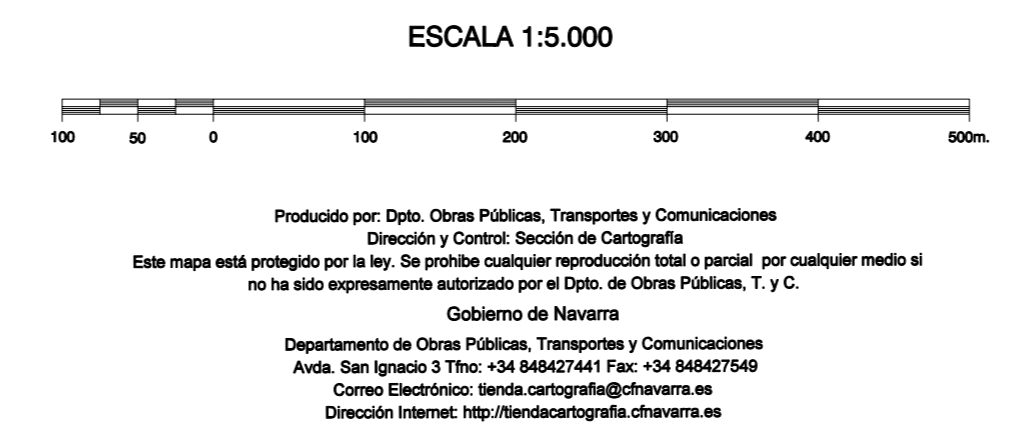 ESCALA 1:5.000
100 50 0 100 200 300 400 500m.
Producido por: Dpto. Obras Públicas, Transportes y Comunicaciones
Dirección y Control: Sección de Cartografía
Este mapa está protegido por la ley. Se prohibe cualquier reproducción total o parcial por cualquier medio si
no ha sido expresamente autorizado por el Dpto. de Obras Públicas, T. y C.
Gobierno de Navarra
Departamento de Obras Públicas, Transportes y Comunicaciones
Avda. San Ignacio 3 Tfno: +34 848427441 Fax: +34 848427549
Correo Electrónico: tienda.cartografia@cfnavarra.es
Dirección Internet: http://tiendacartografia.cfnavarra.es